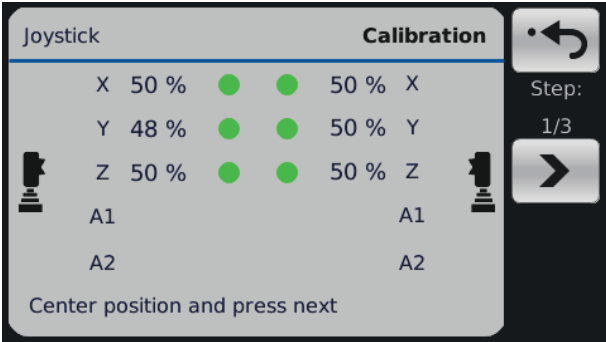 Joystick Calibration
X 50 % 50 % X
Step:
Y 48 % 50 % Y
1/3
Z 50 % 50 % Z
A1 A1
A2 A2
Center position and press next